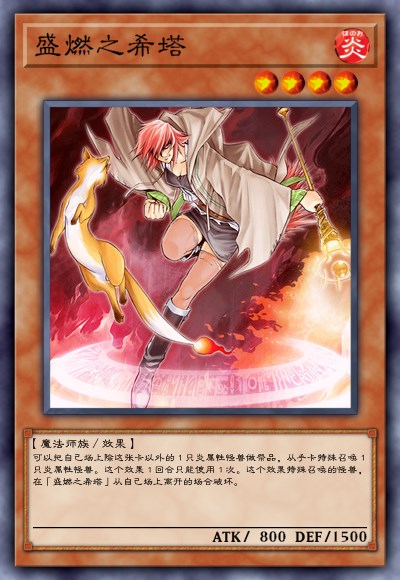 盛燃之希塔
ほのお
炎
【魔法师族／效果】
可以把自己场上除这张卡以外的1只炎属性怪兽做祭品，从手卡特殊召唤1
只炎属性怪兽。这个效果1回合只能使用1次。这个效果特殊召唤的怪兽，
在「盛燃之希塔」从自己场上离开的场合破坏。
ATK/ 800 DEF/1500